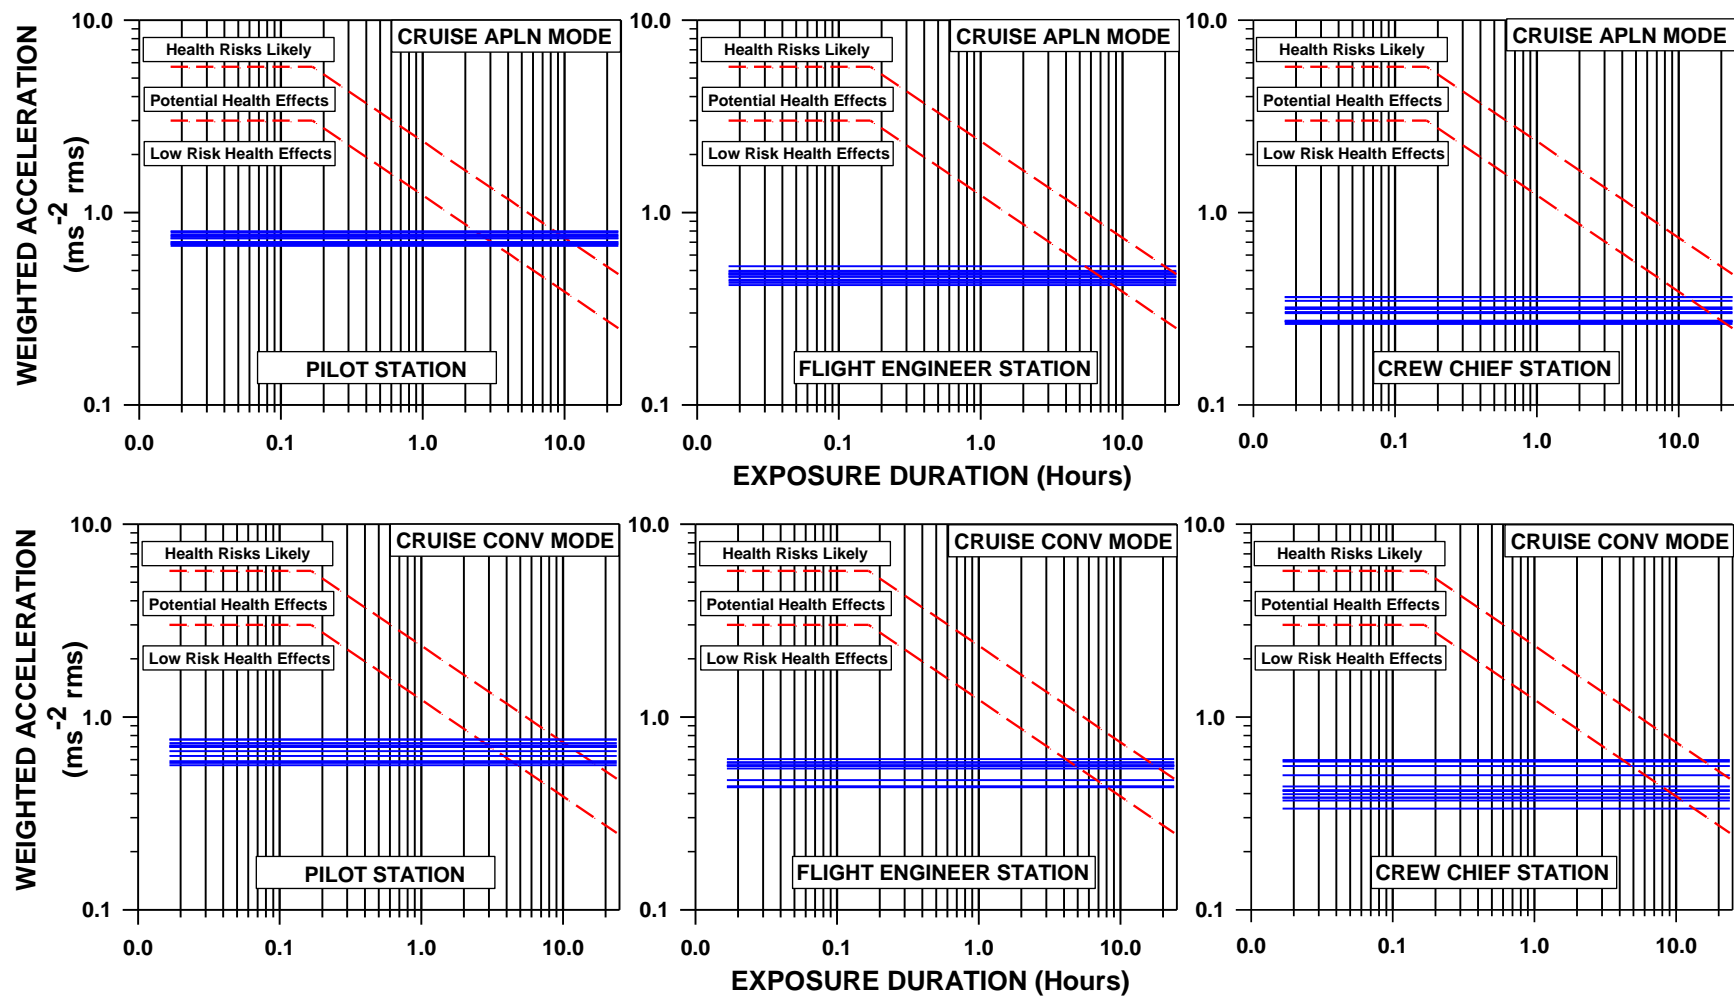 WEIGHTED ACCELERATION
(ms-2 rms)
10.0
1.0
0.1
CRUISE APLN MODE
Health Risks Likely
Potential Health Effects
Low Risk Health Effects
PILOT STATION
0.0 0.1 1.0 10.0
10.0
1.0
0.1
CRUISE APLN MODE
Health Risks Likely
Potential Health Effects
Low Risk Health Effects
FLIGHT ENGINEER STATION
0.0 0.1 1.0 10.0
10.0
1.0
0.1
CRUISE APLN MODE
Health Risks Likely
Potential Health Effects
Low Risk Health Effects
CREW CHIEF STATION
0.0 0.1 1.0 10.0
EXPOSURE DURATION (Hours)
WEIGHTED ACCELERATION
(ms-2 rms)
10.0
1.0
0.1
CRUISE CONV MODE
Health Risks Likely
Potential Health Effects
Low Risk Health Effects
PILOT STATION
0.0 0.1 1.0 10.0
10.0
1.0
0.1
CRUISE CONV MODE
Health Risks Likely
Potential Health Effects
Low Risk Health Effects
FLIGHT ENGINEER STATION
0.0 0.1 1.0 10.0
10.0
1.0
0.1
CRUISE CONV MODE
Health Risks Likely
Potential Health Effects
Low Risk Health Effects
CREW CHIEF STATION
0.0 0.1 1.0 10.0
EXPOSURE DURATION (Hours)